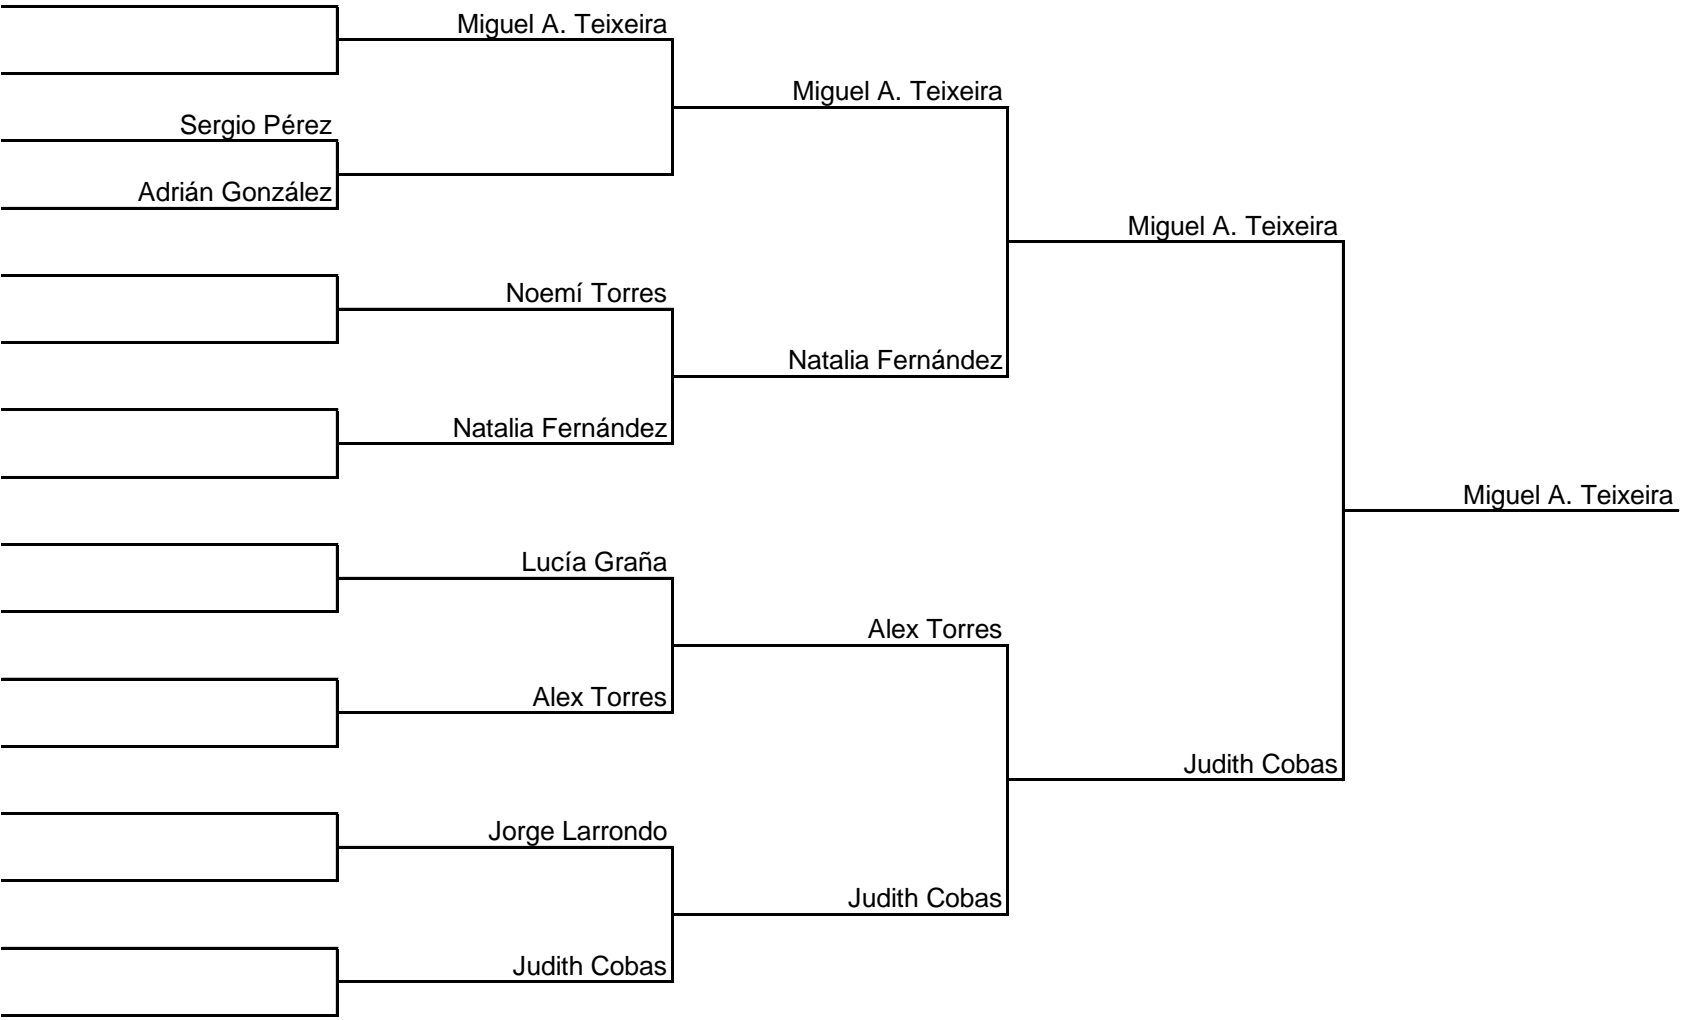 Miguel A. Teixeira
Miguel A. Teixeira
Sergio Pérez
Adrián González
Miguel A. Teixeira
Noemí Torres
Natalia Fernández
Natalia Fernández
Miguel A. Teixeira
Lucía Graña
Alex Torres
Alex Torres
Judith Cobas
Jorge Larrondo
Judith Cobas
Judith Cobas